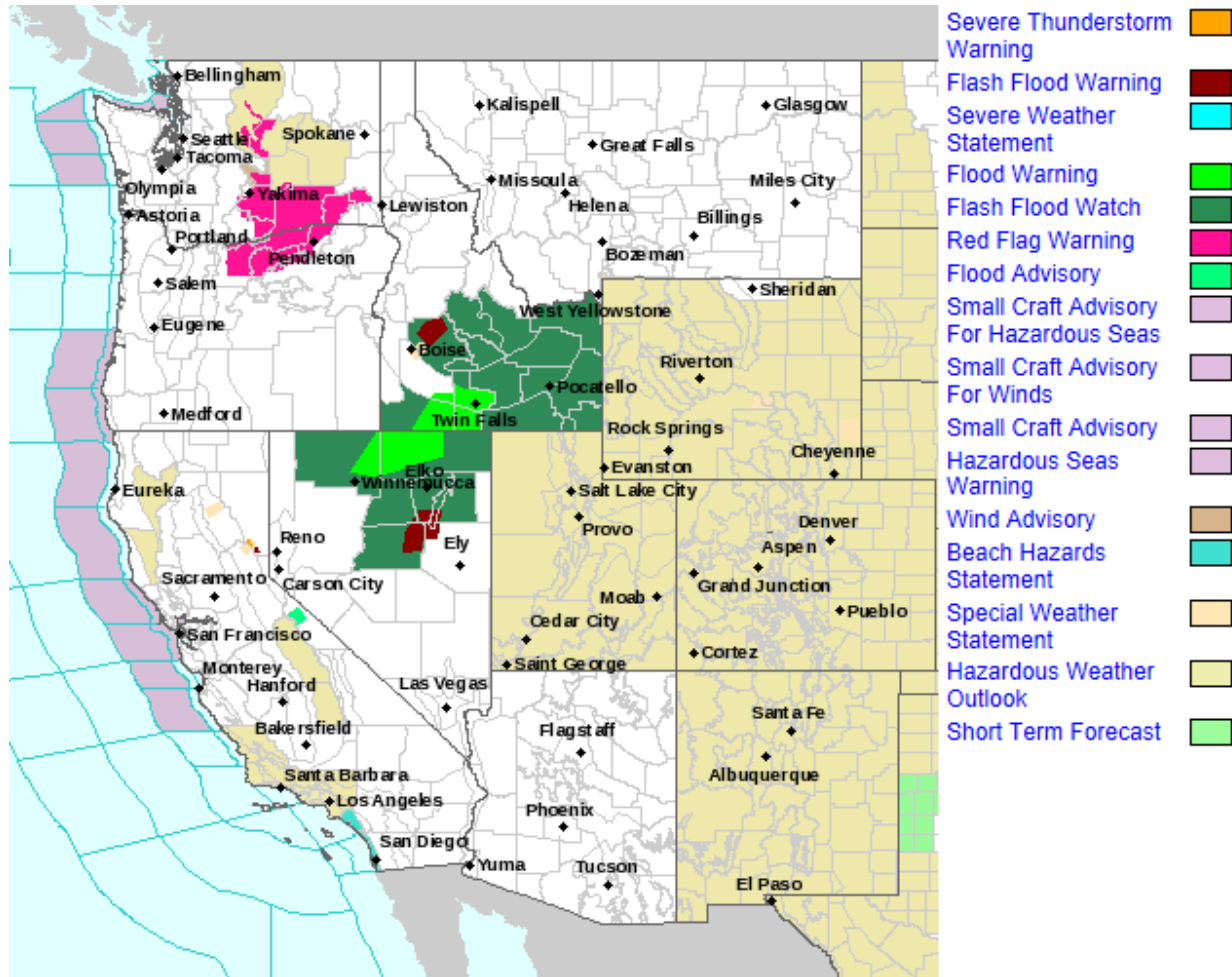 Bellingham
Seattle
Spokane
Tacoma
Olympia
Yakima
Astoria
Lewiston
Portland
Pendleton
Salem
Eugene
Medford
Kalispell
Glasgow
Great Falls
Missoula
Helena
Miles City
Billings
Bozeman
West Yellowstone
Sheridan
Boise
Riverton
Pocatello
Twin Falls
Rock Springs
Cheyenne
Evanston
Elko
Winnemucca
Eureka
Salt Lake City
Provo
Denver
Aspen
Reno
Ely
Sacramento
Carson City
Grand Junction
Moab
Pueblo
San Francisco
Cedar City
Cortez
Saint George
Monterey
Hanford
Las Vegas
Bakersfield
Flagstaff
Santa Fe
Albuquerque
Santa Barbara
Los Angeles
Phoenix
San Diego
Yuma
Tucson
El Paso
Severe Thunderstorm
Warning
Flash Flood Warning
Severe Weather
Statement
Flood Warning
Flash Flood Watch
Red Flag Warning
Flood Advisory
Small Craft Advisory
For Hazardous Seas
Small Craft Advisory
For Winds
Small Craft Advisory
Hazardous Seas
Warning
Wind Advisory
Beach Hazards
Statement
Special Weather
Statement
Hazardous Weather
Outlook
Short Term Forecast